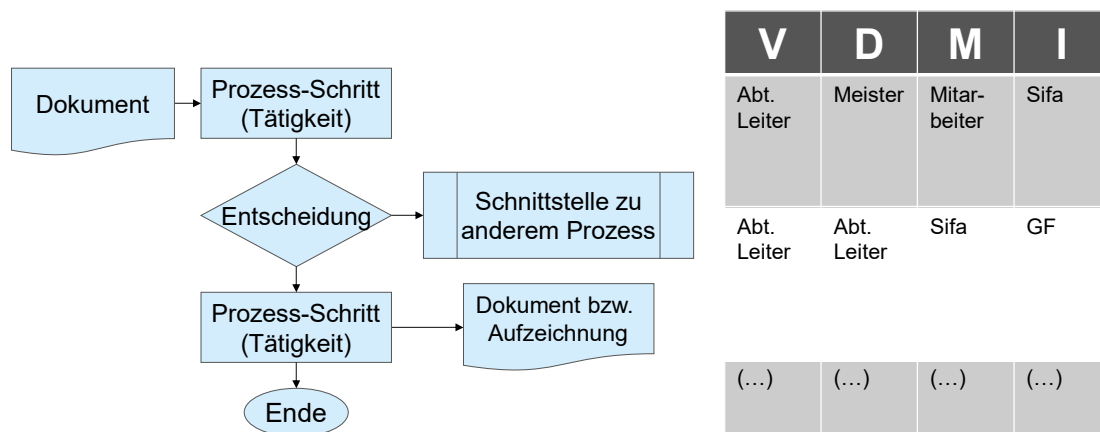 Dokument
Prozess-Schritt
(Tätigkeit)
Entscheidung
Schnittstelle zu
anderem Prozess
Prozess-Schritt
(Tätigkeit)
Dokument bzw.
Aufzeichnung
Ende
V D M I
Abt.
Leiter
Meister
Mitar-
beiter
Sifa
Abt.
Leiter
Abt.
Leiter
Sifa
GF
(…) (…) (…) (…)